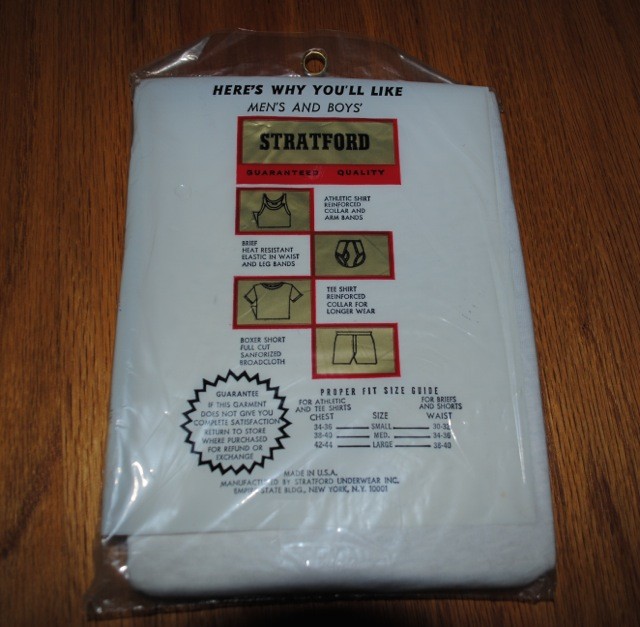 HERE'S WHY YOU'LL LIKE
MEN'S AND BOYS'
STRATFORD
GUARANTEED QUALITY
ATHLETIC SHIRT
REINFORCED
COLLAR AND
ARM BANDS
BRIEF
HEAT RESISTANT
ELASTIC IN WAIST
AND LEG BANDS
TEE SHIRT
REINFORCED
COLLAR FOR
LONGER WEAR
BOXER SHORT
FULL CUT
SANFORIZED
BROADCLOTH
GUARANTEE
IF THIS GARMENT
DOES NOT GIVE YOU
COMPLETE SATISFACTION
RETURN TO STORE
WHERE PURCHASED
FOR REFUND OR
EXCHANGE
PROPER FIT SIZE GUIDE
FOR ATHLETIC
AND TEE SHIRTS
FOR BRIEFS
AND SHORTS
CHEST SIZE WAIST
34-36 SMALL 30-32
38-40 MED. 34-36
42-44 LARGE 38-40
MADE IN U.S.A.
MANUFACTURED BY STRATFORD UNDERWEAR INC.
EMPIRE STATE BLDG., NEW YORK, N.Y. 10001